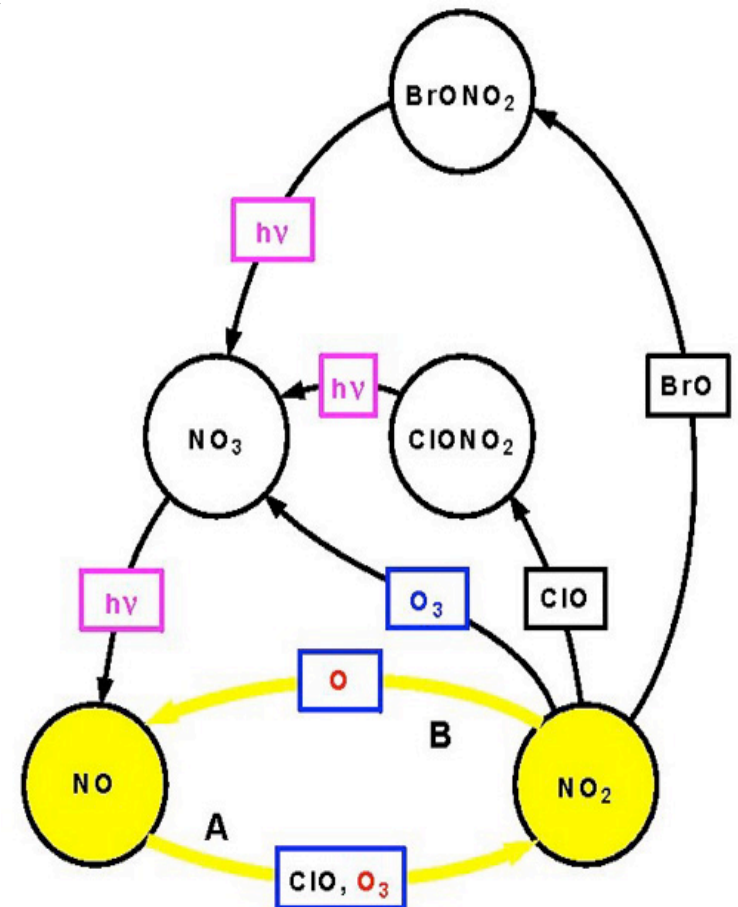 BrONO₂
hν
hν
BrO
NO₃
ClONO₂
hν
O₃
ClO
O
B
NO
NO₂
A
ClO, O₃